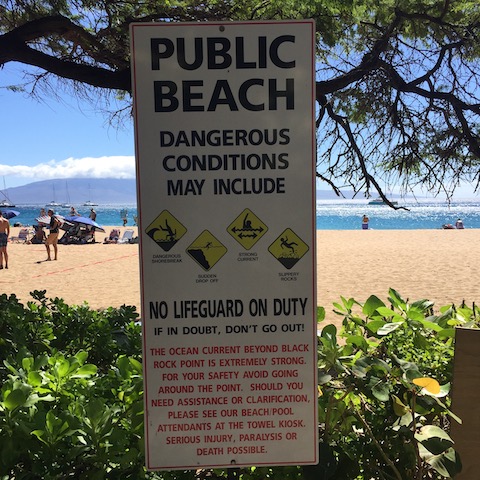 PUBLIC
BEACH
DANGEROUS
CONDITIONS
MAY INCLUDE
DANGEROUS
SHOREBREAK
SUDDEN
DROP OFF
STRONG
CURRENT
SLIPPERY
ROCKS
NO LIFEGUARD ON DUTY
IF IN DOUBT, DON'T GO OUT!
THE OCEAN CURRENT BEYOND BLACK
ROCK POINT IS EXTREMELY STRONG.
FOR YOUR SAFETY AVOID GOING
AROUND THE POINT. SHOULD YOU
NEED ASSISTANCE OR CLARIFICATION,
PLEASE SEE OUR BEACH/POOL
ATTENDANTS AT THE TOWEL KIOSK.
SERIOUS INJURY, PARALYSIS OR
DEATH POSSIBLE.